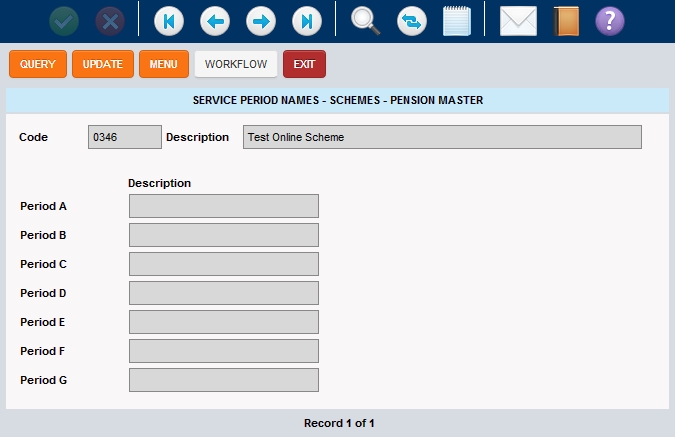 QUERY UPDATE MENU WORKFLOW EXIT
SERVICE PERIOD NAMES - SCHEMES - PENSION MASTER
Code 0346 Description Test Online Scheme
Description
Period A
Period B
Period C
Period D
Period E
Period F
Period G
Record 1 of 1